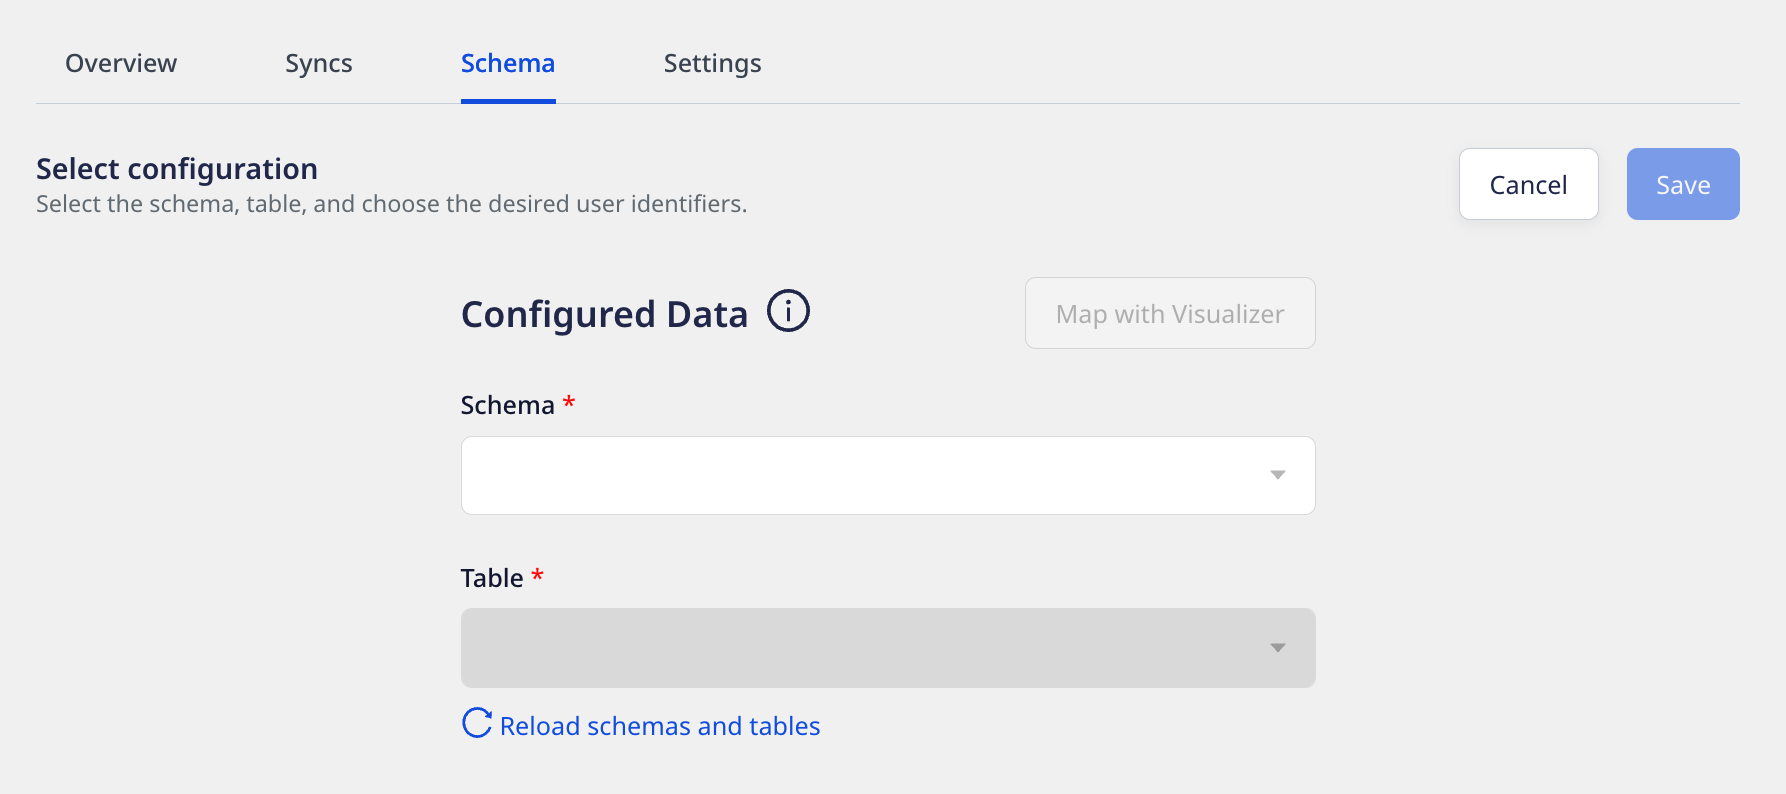 Overview Syncs Schema Settings
Select configuration
Select the schema, table, and choose the desired user identifiers.
Cancel Save
Configured Data
Map with Visualizer
Schema *
Table *
Reload schemas and tables